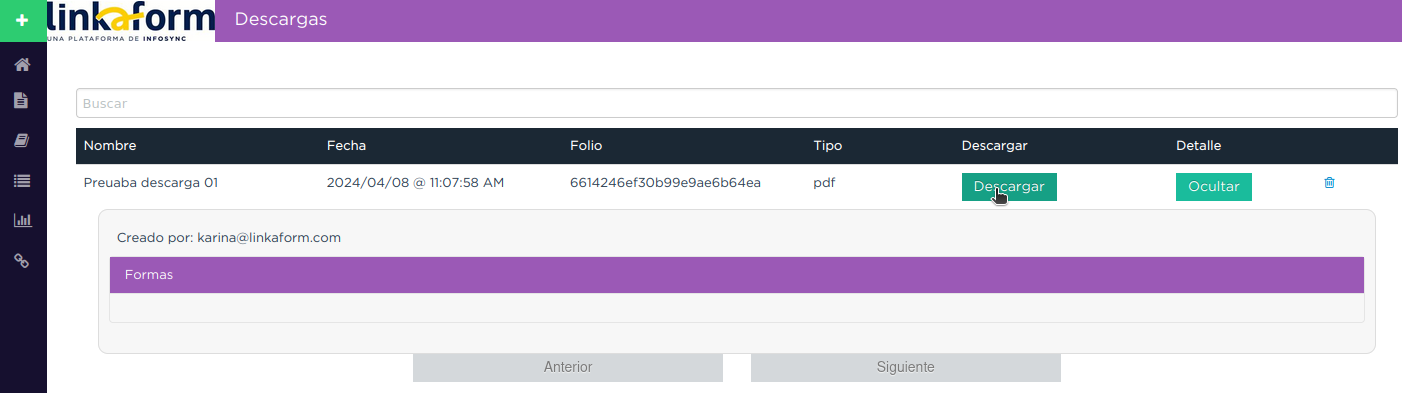 + linkaform Descargas
UNA PLATAFORMA DE INFOSYNC
Buscar
Nombre Fecha Folio Tipo Descargar Detalle
Preuaba descarga 01 2024/04/08 @ 11:07:58 AM 6614246ef30b99e9ae6b64ea pdf Descargar Ocultar
Creado por: karina@linkaform.com
Formas
Anterior Siguiente